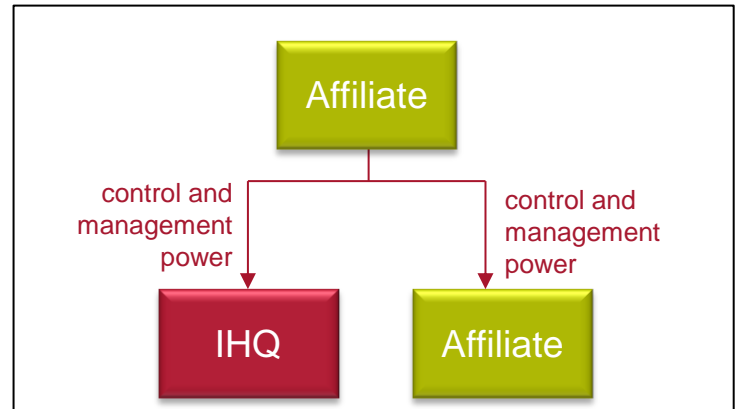 Affiliate
control and
management
power
control and
management
power
IHQ
Affiliate